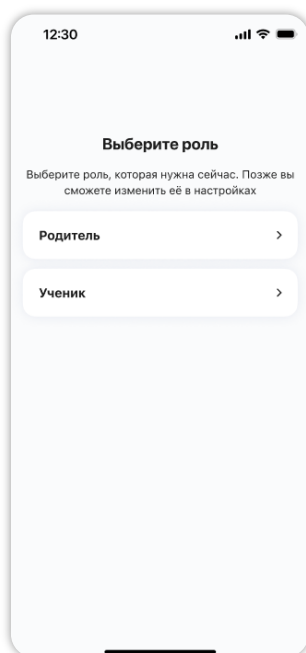 12:30
Выберите роль
Выберите роль, которая нужна сейчас. Позже вы
сможете изменить её в настройках
Родитель
Ученик